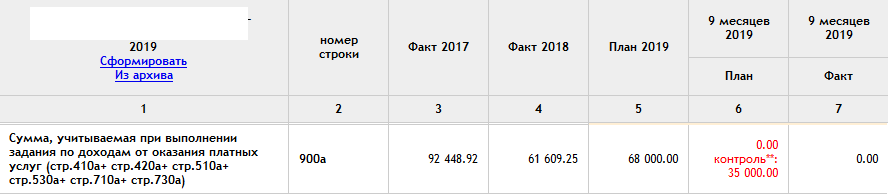 -
2019
Сформировать
Из архива
номер
строки
Факт 2017
Факт 2018
План 2019
9 месяцев
2019
План
9 месяцев
2019
Факт
1
2
3
4
5
6
7
Сумма, учитываемая при выполнении
задания по доходам от оказания платных
услуг (стр.410а+ стр.420а+ стр.510а+
стр.530а+ стр.710а+ стр.730а)
900а
92 448.92
61 609.25
68 000.00
0.00
контроль**:
35 000.00
0.00